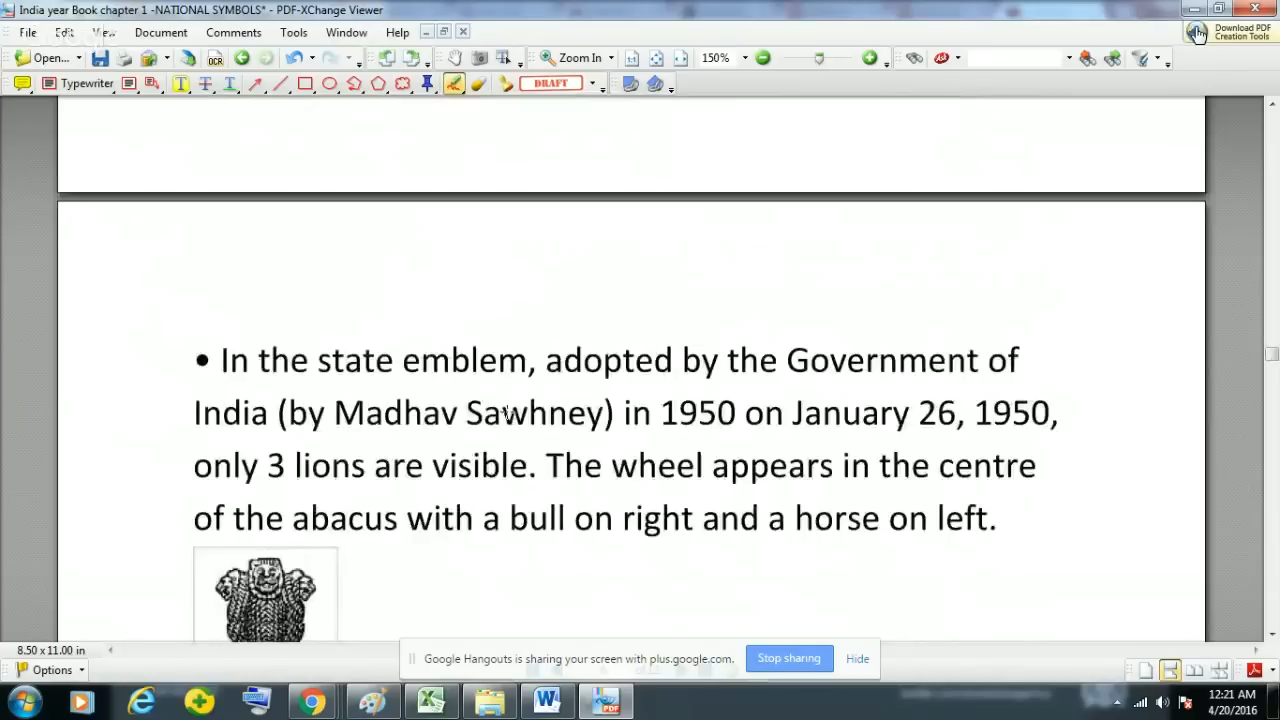 India year Book chapter 1 -NATIONAL SYMBOLS* - PDF-XChange Viewer
File Edit View Document Comments Tools Window Help
Download PDF
Creation Tools
Open... OCR Zoom In 150%
Typewriter DRAFT
• In the state emblem, adopted by the Government of
India (by Madhav Sawhney) in 1950 on January 26, 1950,
only 3 lions are visible. The wheel appears in the centre
of the abacus with a bull on right and a horse on left.
8.50 x 11.00 in
Google Hangouts is sharing your screen with plus.google.com. Stop sharing Hide
Options
12:21 AM
4/20/2016